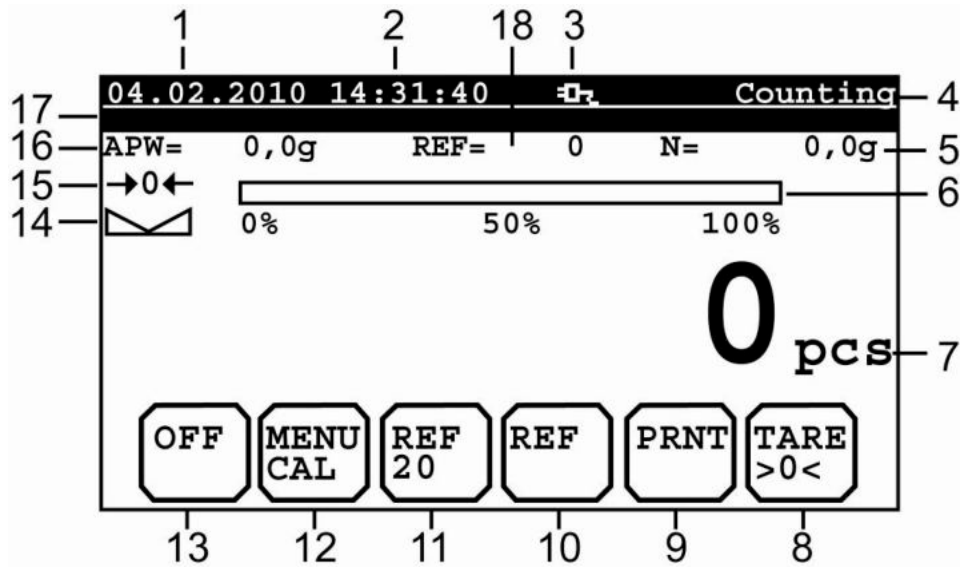 1 2 18 3
04.02.2010 14:31:40 Counting 4
17
16 APW= 0,0g REF= 0 N= 0,0g 5
15 →0← 6
14 0% 50% 100%
0 pcs 7
OFF MENU REF REF PRNT TARE
CAL 20 >0<
13 12 11 10 9 8